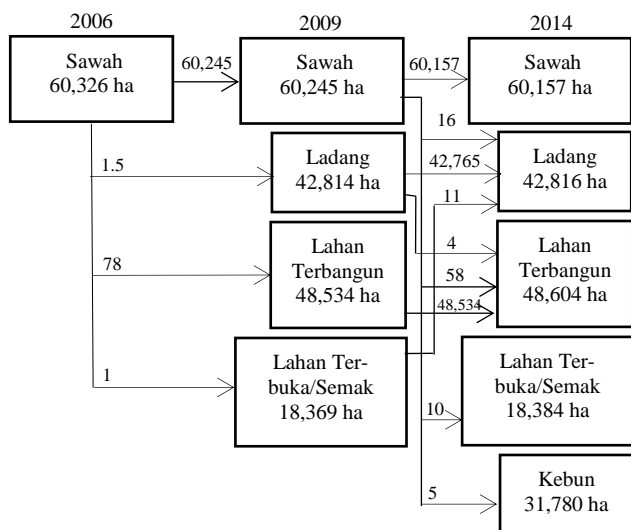 2006 2009 2014
Sawah
60,326 ha
60,245
Sawah
60,245 ha
60,157
Sawah
60,157 ha
16
1.5
Ladang
42,814 ha
42,765
Ladang
42,816 ha
11
78
Lahan
Terbangun
48,534 ha
4
58
48,534
Lahan
Terbangun
48,604 ha
1
Lahan Ter-
buka/Semak
18,369 ha
10
Lahan Ter-
buka/Semak
18,384 ha
5
Kebun
31,780 ha